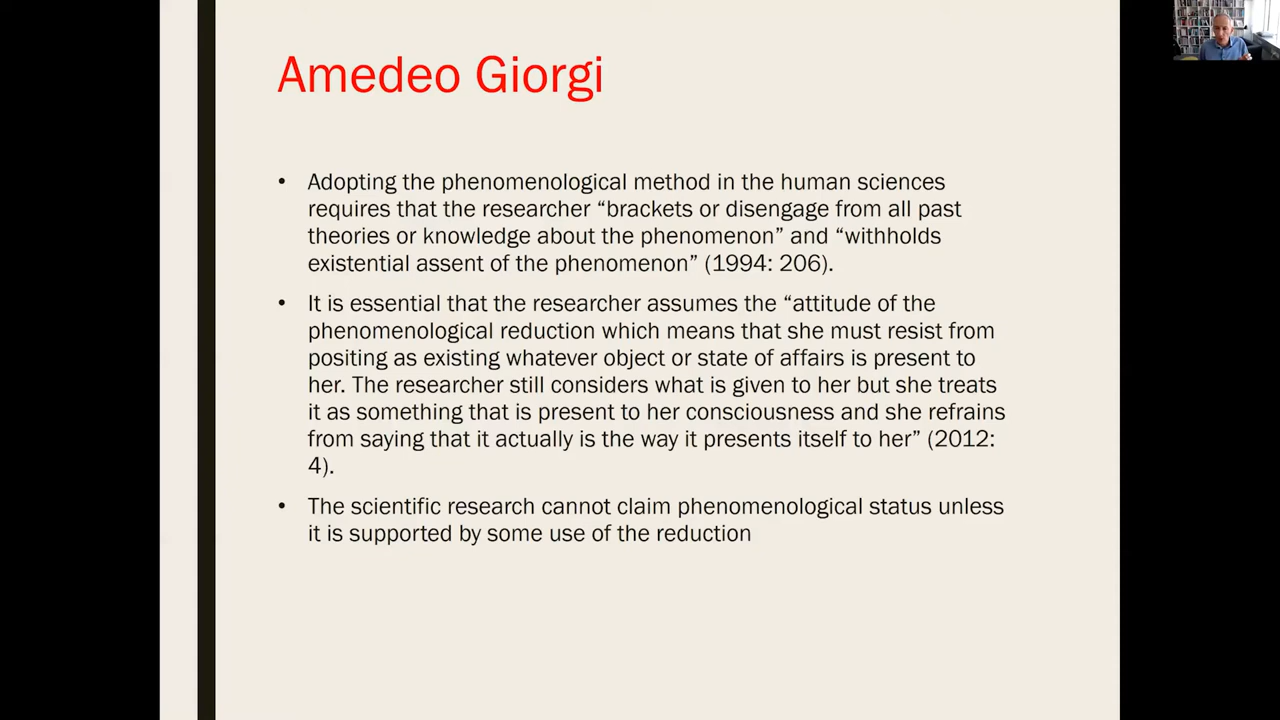 Amedeo Giorgi
• Adopting the phenomenological method in the human sciences
requires that the researcher “brackets or disengage from all past
theories or knowledge about the phenomenon” and “withholds
existential assent of the phenomenon” (1994: 206).
• It is essential that the researcher assumes the “attitude of the
phenomenological reduction which means that she must resist from
positing as existing whatever object or state of affairs is present to
her. The researcher still considers what is given to her but she treats
it as something that is present to her consciousness and she refrains
from saying that it actually is the way it presents itself to her” (2012:
4).
• The scientific research cannot claim phenomenological status unless
it is supported by some use of the reduction